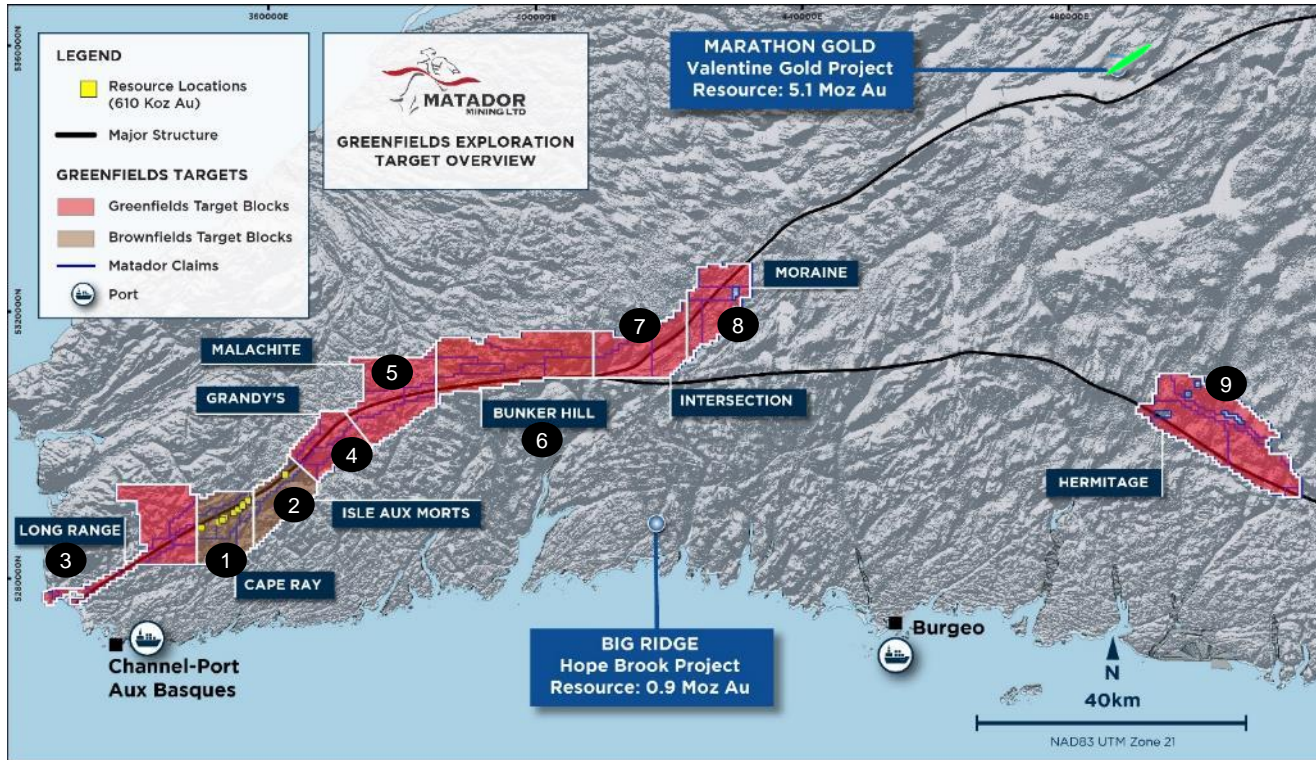 360000E
400000E
440000E
480000E
5360000N
5320000N
5280000N
LEGEND
Resource Locations
(610 Koz Au)
Major Structure
GREENFIELDS TARGETS
Greenfields Target Blocks
Brownfields Target Blocks
Matador Claims
Port
MATADOR
MINING LTD
GREENFIELDS EXPLORATION
TARGET OVERVIEW
MARATHON GOLD
Valentine Gold Project
Resource: 5.1 Moz Au
MORAINE
7
8
MALACHITE
5
GRANDY'S
BUNKER HILL
6
INTERSECTION
9
4
HERMITAGE
2
ISLE AUX MORTS
LONG RANGE
3
1
CAPE RAY
Channel-Port
Aux Basques
BIG RIDGE
Hope Brook Project
Resource: 0.9 Moz Au
Burgeo
N
40km
NAD83 UTM Zone 21